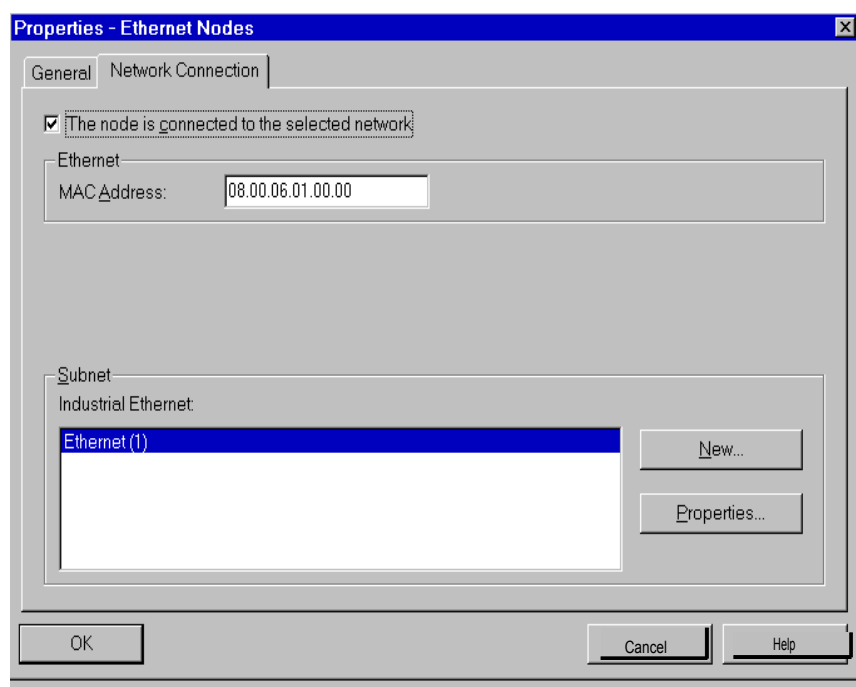 Properties - Ethernet Nodes
General
Network Connection
The node is connected to the selected network
Ethernet
MAC Address:
08.00.06.01.00.00
Subnet
Industrial Ethernet:
Ethernet (1)
New...
Properties...
OK
Cancel
Help